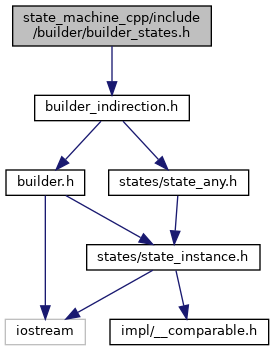 state_machine_cpp/include
/builder/builder_states.h
builder_indirection.h
builder.h
states/state_any.h
states/state_instance.h
iostream
impl/__comparable.h